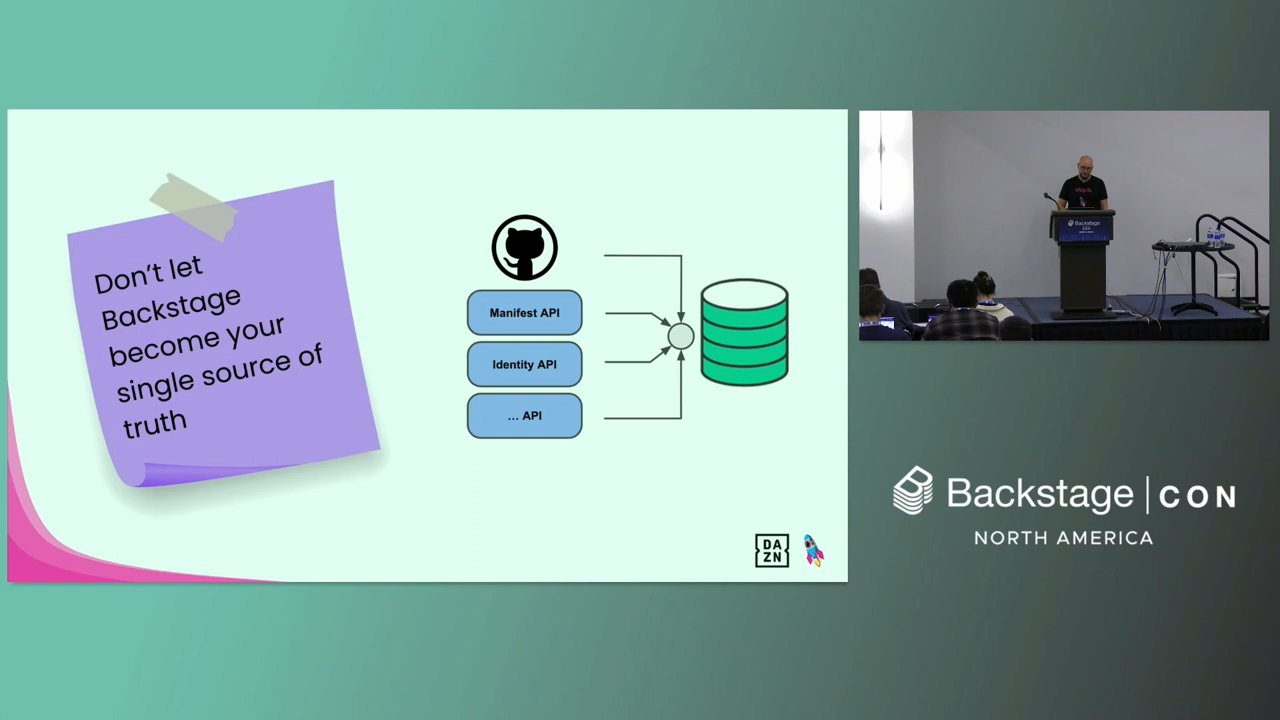 Don't let
Backstage
become your
single source of
truth
Manifest API
Identity API
... API
DA
ZN
Backstage
Backstage | CON
NORTH AMERICA